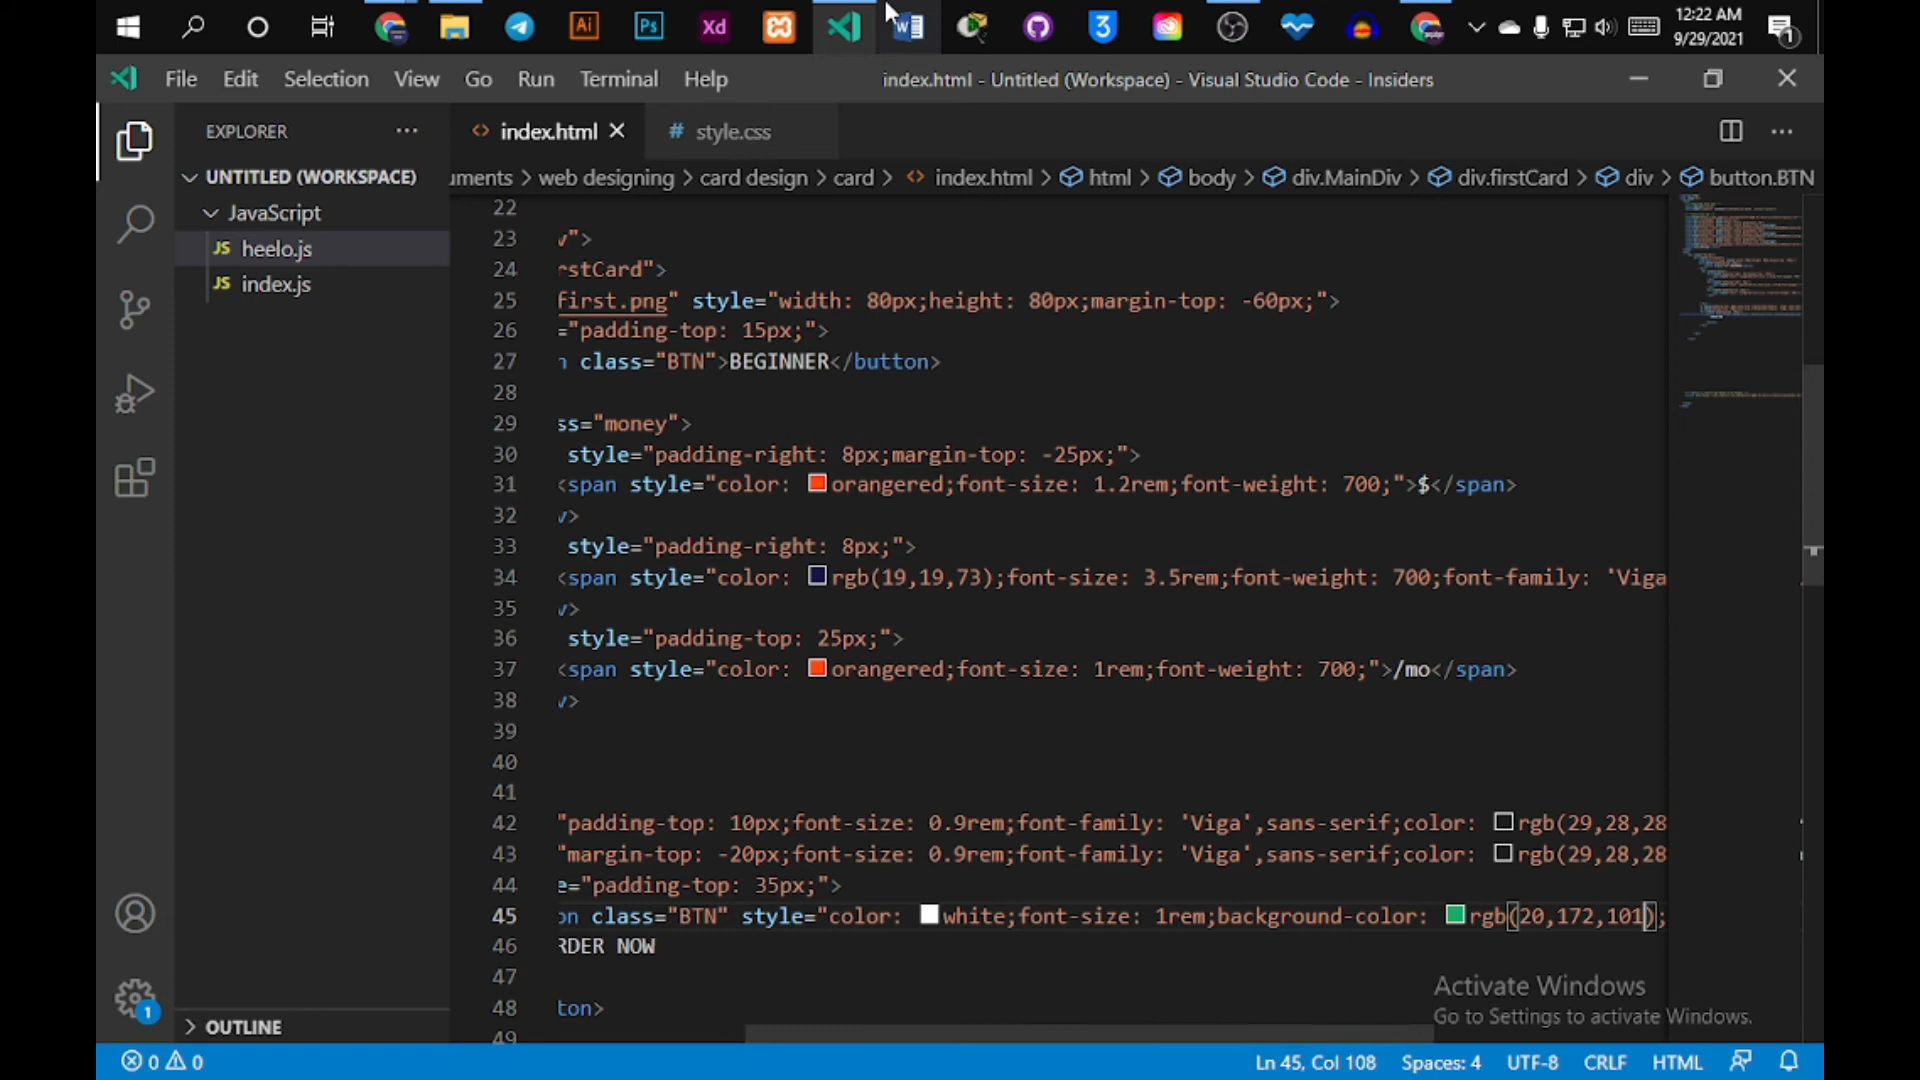 Ai
Ps
Xd
3
12:22 AM
9/29/2021
1
File Edit Selection View Go Run Terminal Help
index.html - Untitled (Workspace) - Visual Studio Code - Insiders
EXPLORER
index.html
# style.css
UNTITLED (WORKSPACE)
uments > web designing > card design > card > index.html > html > body > div.MainDiv > div.firstCard > div > button.BTN
JavaScript
JS heelo.js
JS index.js
22
23 v">
24 rstCard">
25 first.png" style="width: 80px;height: 80px;margin-top: -60px;">
26 ="padding-top: 15px;">
27 n class="BTN">BEGINNER</button>
28
29 ss="money">
30 style="padding-right: 8px;margin-top: -25px;">
31 <span style="color: orangered;font-size: 1.2rem;font-weight: 700;">$</span>
32 v>
33 style="padding-right: 8px;">
34 <span style="color: rgb(19,19,73);font-size: 3.5rem;font-weight: 700;font-family: 'Viga
35 v>
36 style="padding-top: 25px;">
37 <span style="color: orangered;font-size: 1rem;font-weight: 700;">/mo</span>
38 v>
39
40
41
42 "padding-top: 10px;font-size: 0.9rem;font-family: 'Viga',sans-serif;color: rgb(29,28,28
43 "margin-top: -20px;font-size: 0.9rem;font-family: 'Viga',sans-serif;color: rgb(29,28,28
44 e="padding-top: 35px;">
45 on class="BTN" style="color: white;font-size: 1rem;background-color: rgb(20,172,101);
46 RDER NOW
47
48 ton>
49
Activate Windows
Go to Settings to activate Windows.
1
OUTLINE
0 0
Ln 45, Col 108 Spaces: 4 UTF-8 CRLF HTML